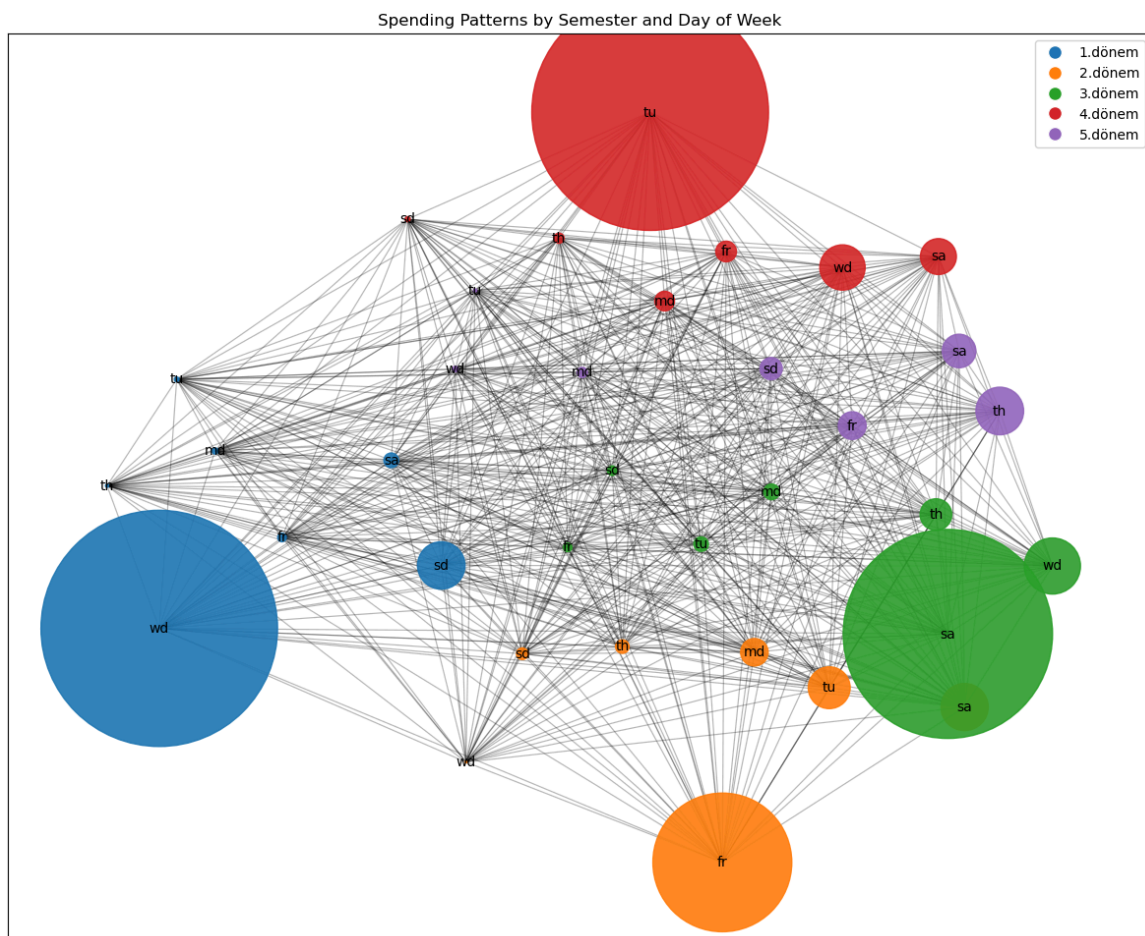 Spending Patterns by Semester and Day of Week
1.dönem
2.dönem
3.dönem
4.dönem
5.dönem
tu
sd
th
fr
sa
wd
tu
md
sa
wd
md
sd
tu
th
fr
md
sa
sd
th
md
th
fr
tu
fr
sd
wd
wd
sa
th
sd
md
tu
sa
wd
fr